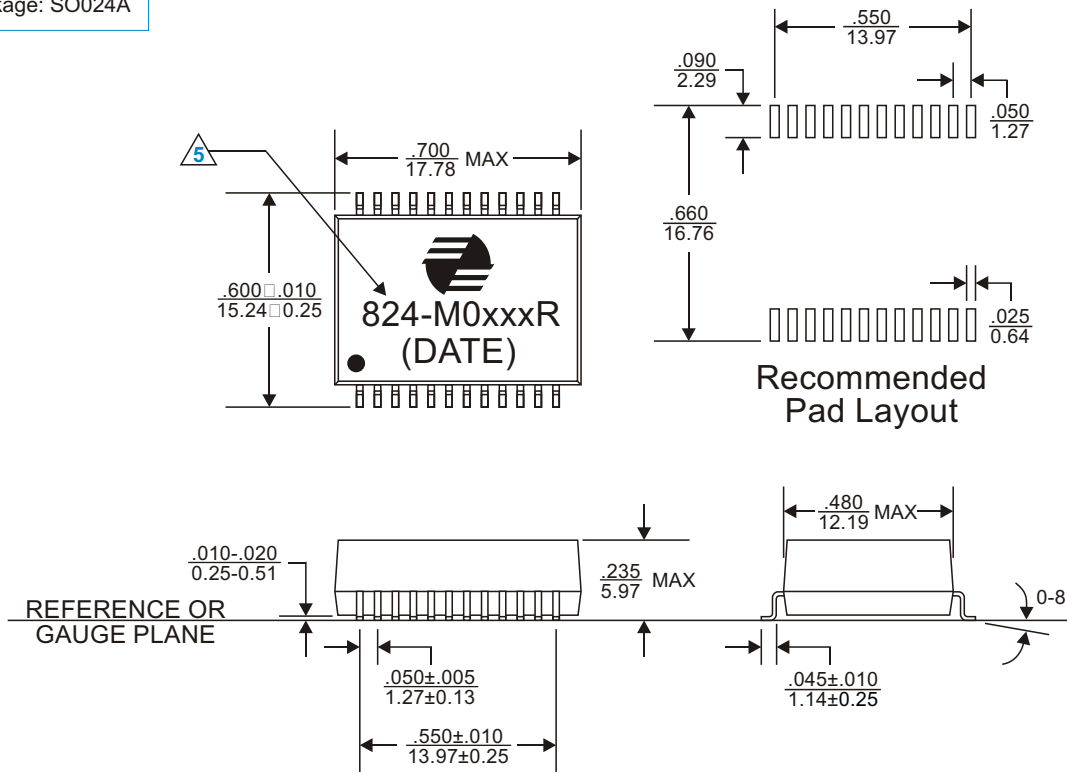 kage: SO024A
.550
13.97
.090
2.29
.050
1.27
5
.700
17.78 MAX
.660
16.76
.600□.010
15.24□0.25
824-M0xxxR
(DATE)
.025
0.64
Recommended
Pad Layout
.480
12.19 MAX
.010-.020
0.25-0.51
.235
5.97 MAX
0-8
REFERENCE OR
GAUGE PLANE
.050±.005
1.27±0.13
.045±.010
1.14±0.25
.550±.010
13.97±0.25